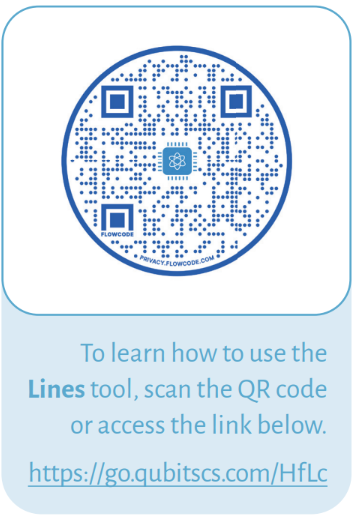 FLOWCODE
PRIVACY.FLOWCODE.COM
To learn how to use the
Lines tool, scan the QR code
or access the link below.
https://go.qubitscs.com/HfLc